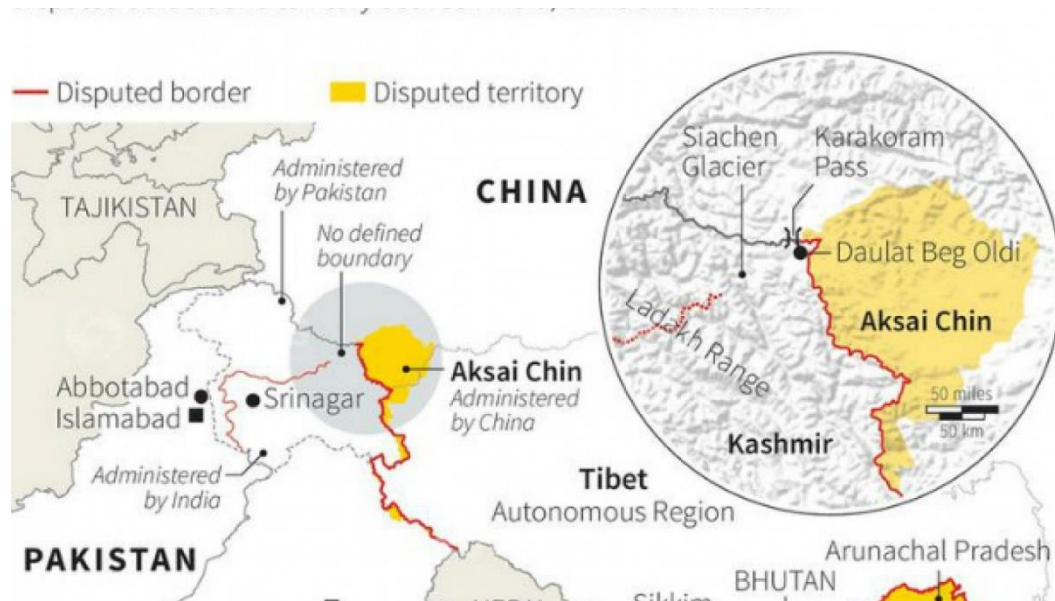 Disputed border
Disputed territory
Administered
by Pakistan
CHINA
TAJIKISTAN
No defined
boundary
Siachen
Glacier
Karakoram
Pass
Daulat Beg Oldi
Aksai Chin
Ladakh Range
50 miles
50 km
Kashmir
Abbotabad
Islamabad
Srinagar
Aksai Chin
Administered
by China
Administered
by India
Tibet
Autonomous Region
PAKISTAN
Arunachal Pradesh
BHUTAN
Sikkim